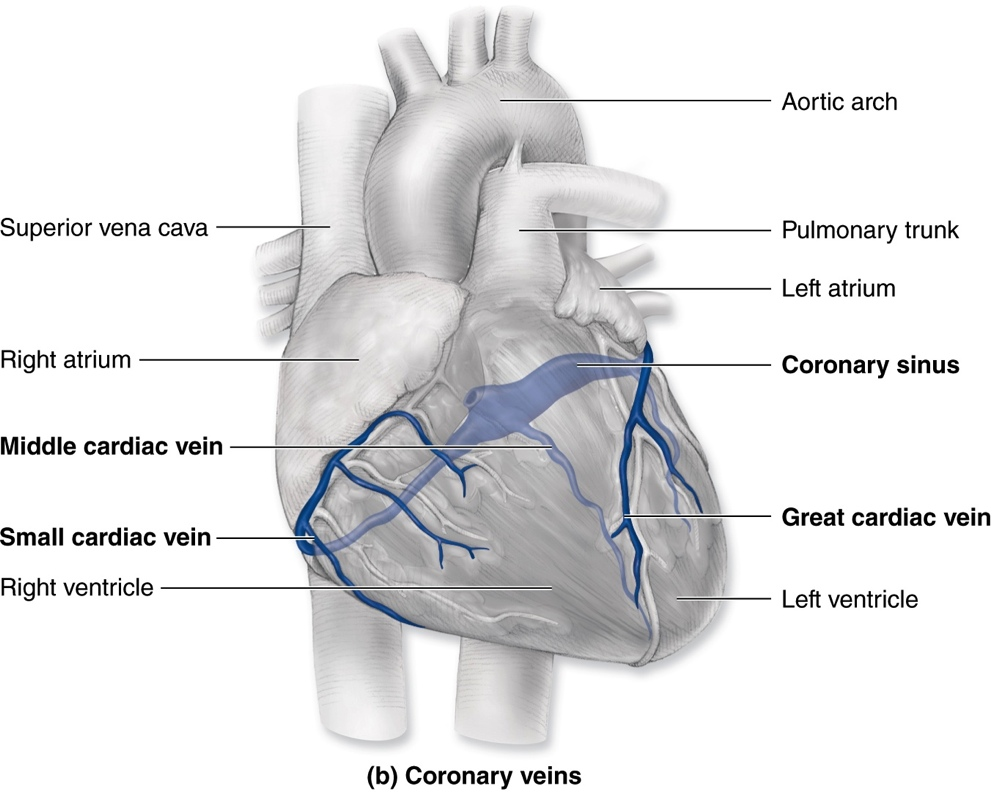 Aortic arch
Superior vena cava
Pulmonary trunk
Left atrium
Right atrium
Coronary sinus
Middle cardiac vein
Great cardiac vein
Small cardiac vein
Right ventricle
Left ventricle
(b) Coronary veins